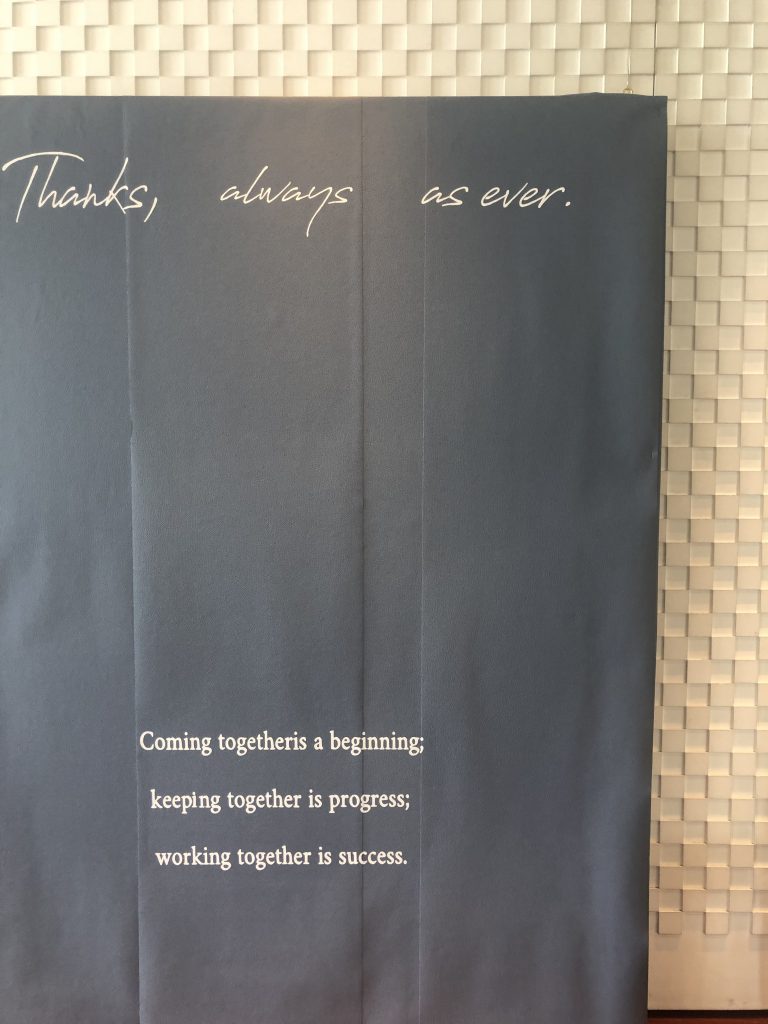 Thanks, always as ever.
Coming togetheris a beginning;
keeping together is progress;
working together is success.